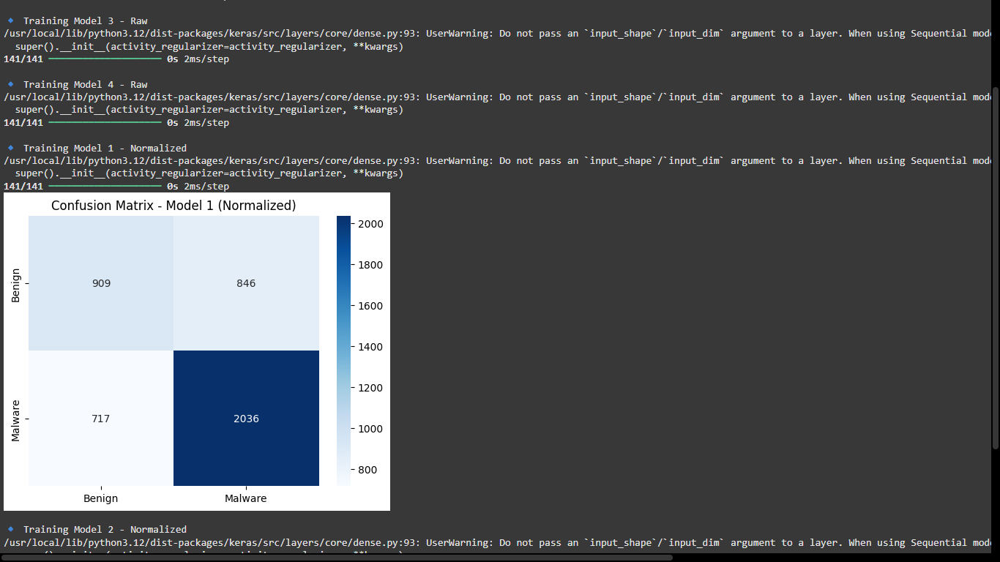 Training Model 3 - Raw
/usr/local/lib/python3.12/dist-packages/keras/src/layers/core/dense.py:93: UserWarning: Do not pass an `input_shape`/`input_dim` argument to a layer. When using Sequential mode
super().__init__(activity_regularizer=activity_regularizer, **kwargs)
141/141 ━━━━━━━━━━━━━━━━━━━━ 0s 2ms/step
Training Model 4 - Raw
/usr/local/lib/python3.12/dist-packages/keras/src/layers/core/dense.py:93: UserWarning: Do not pass an `input_shape`/`input_dim` argument to a layer. When using Sequential mode
super().__init__(activity_regularizer=activity_regularizer, **kwargs)
141/141 ━━━━━━━━━━━━━━━━━━━━ 0s 2ms/step
Training Model 1 - Normalized
/usr/local/lib/python3.12/dist-packages/keras/src/layers/core/dense.py:93: UserWarning: Do not pass an `input_shape`/`input_dim` argument to a layer. When using Sequential mode
super().__init__(activity_regularizer=activity_regularizer, **kwargs)
141/141 ━━━━━━━━━━━━━━━━━━━━ 0s 2ms/step
Confusion Matrix - Model 1 (Normalized)
2000
1800
1600
1400
1200
1000
800
Benign
909 846
Malware
717 2036
Benign Malware
Training Model 2 - Normalized
/usr/local/lib/python3.12/dist-packages/keras/src/layers/core/dense.py:93: UserWarning: Do not pass an `input_shape`/`input_dim` argument to a layer. When using Sequential mode